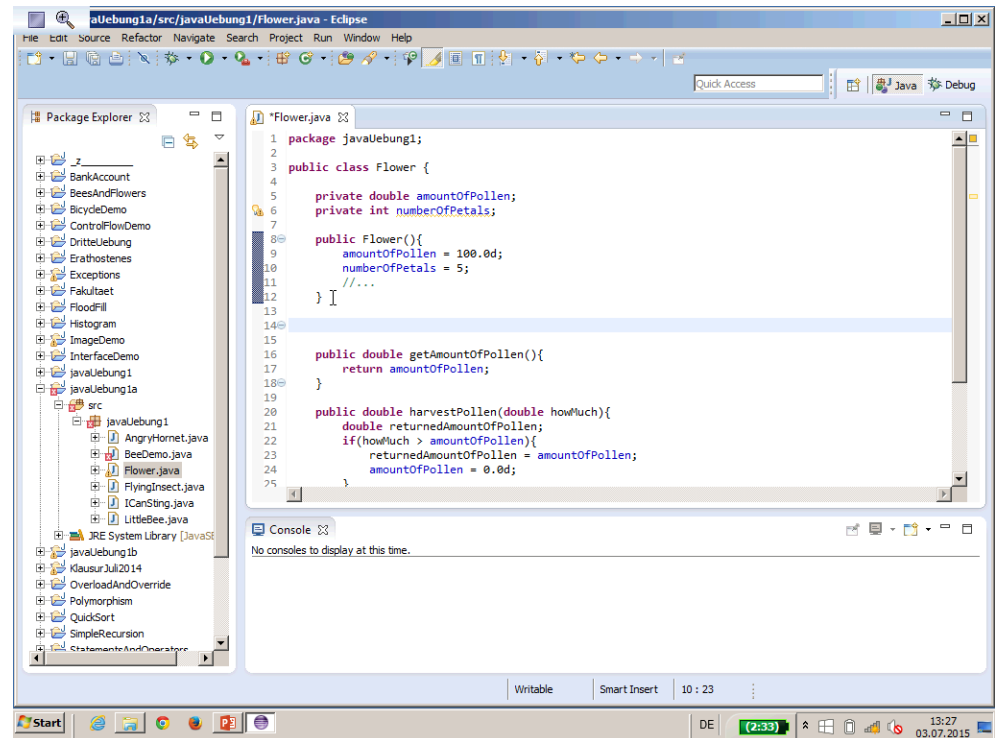 aUebung1a/src/javaUebung1/Flower.java - Eclipse
File Edit Source Refactor Navigate Search Project Run Window Help
Quick Access
Java
Debug
Package Explorer
_z_________
BankAccount
BeesAndFlowers
BicycleDemo
ControlFlowDemo
DritteUebung
Erathostenes
Exceptions
Fakultaet
FloodFill
Histogram
ImageDemo
InterfaceDemo
javaUebung1
javaUebung1a
src
javaUebung1
AngryHornet.java
BeeDemo.java
Flower.java
FlyingInsect.java
ICanSting.java
LittleBee.java
JRE System Library [JavaSE
javaUebung1b
KlausurJuli2014
OverloadAndOverride
Polymorphism
QuickSort
SimpleRecursion
StatementsAndOperators
*Flower.java
1 package javaUebung1;
2
3 public class Flower {
4
5 private double amountOfPollen;
6 private int numberOfPetals;
7
8 public Flower(){
9 amountOfPollen = 100.0d;
10 numberOfPetals = 5;
11 //...
12 }
13
14
15
16 public double getAmountOfPollen(){
17 return amountOfPollen;
18 }
19
20 public double harvestPollen(double howMuch){
21 double returnedAmountOfPollen;
22 if(howMuch > amountOfPollen){
23 returnedAmountOfPollen = amountOfPollen;
24 amountOfPollen = 0.0d;
25 }
Console
No consoles to display at this time.
Writable
Smart Insert
10 : 23
Start
DE
(2:33)
13:27
03.07.2015